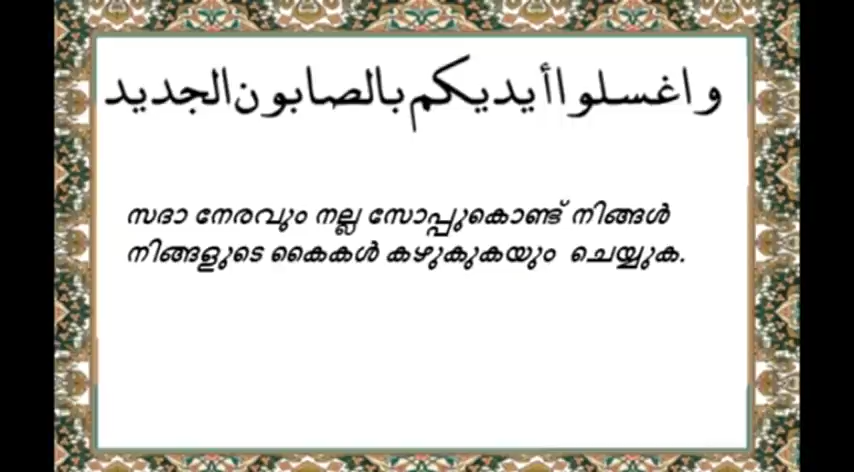 واغسلوا أيديكم بالصابون الجديد
സദാ നേരവും നല്ല സോപ്പുകൊണ്ട് നിങ്ങൾ
നിങ്ങളുടെ കൈകൾ കഴുകുകയും ചെയ്യുക.